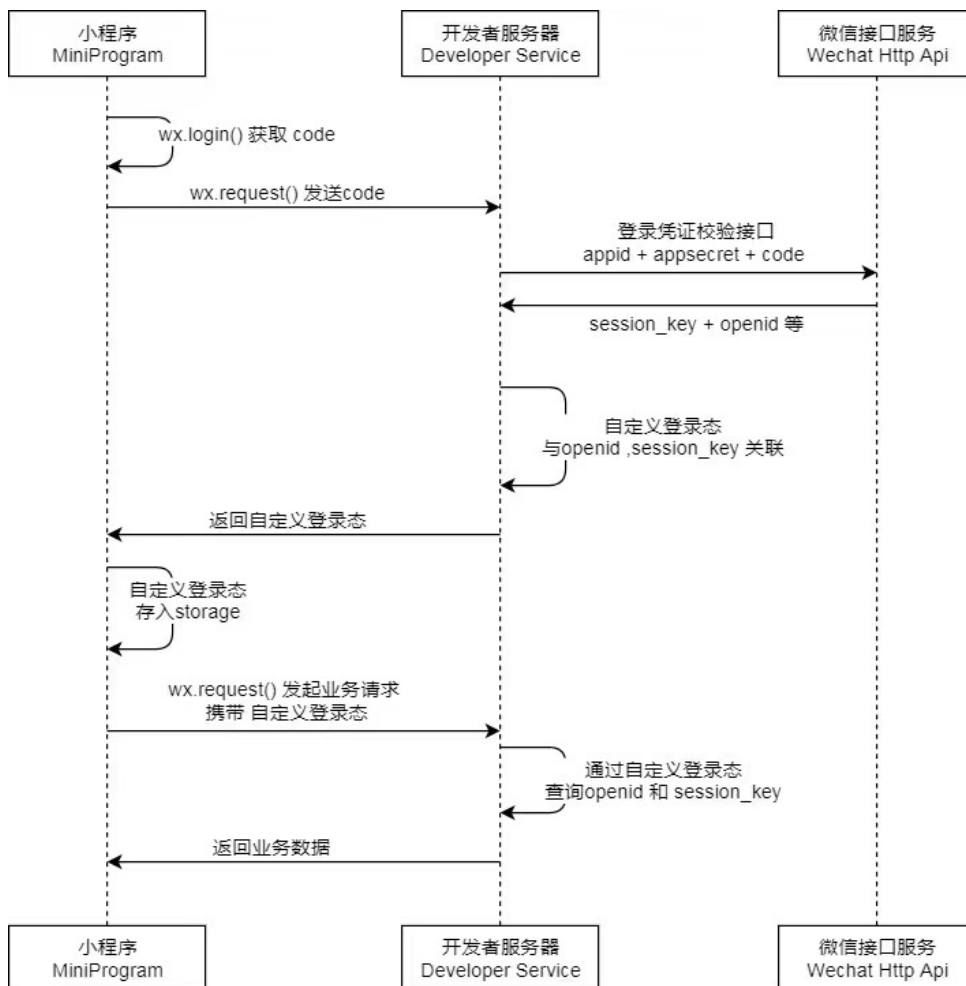 小程序
MiniProgram
开发者服务器
Developer Service
微信接口服务
Wechat Http Api
wx.login() 获取 code
wx.request() 发送code
登录凭证校验接口
appid + appsecret + code
session_key + openid 等
自定义登录态
与openid ,session_key 关联
返回自定义登录态
自定义登录态
存入storage
wx.request() 发起业务请求
携带 自定义登录态
通过自定义登录态
查询openid 和 session_key
返回业务数据
小程序
MiniProgram
开发者服务器
Developer Service
微信接口服务
Wechat Http Api